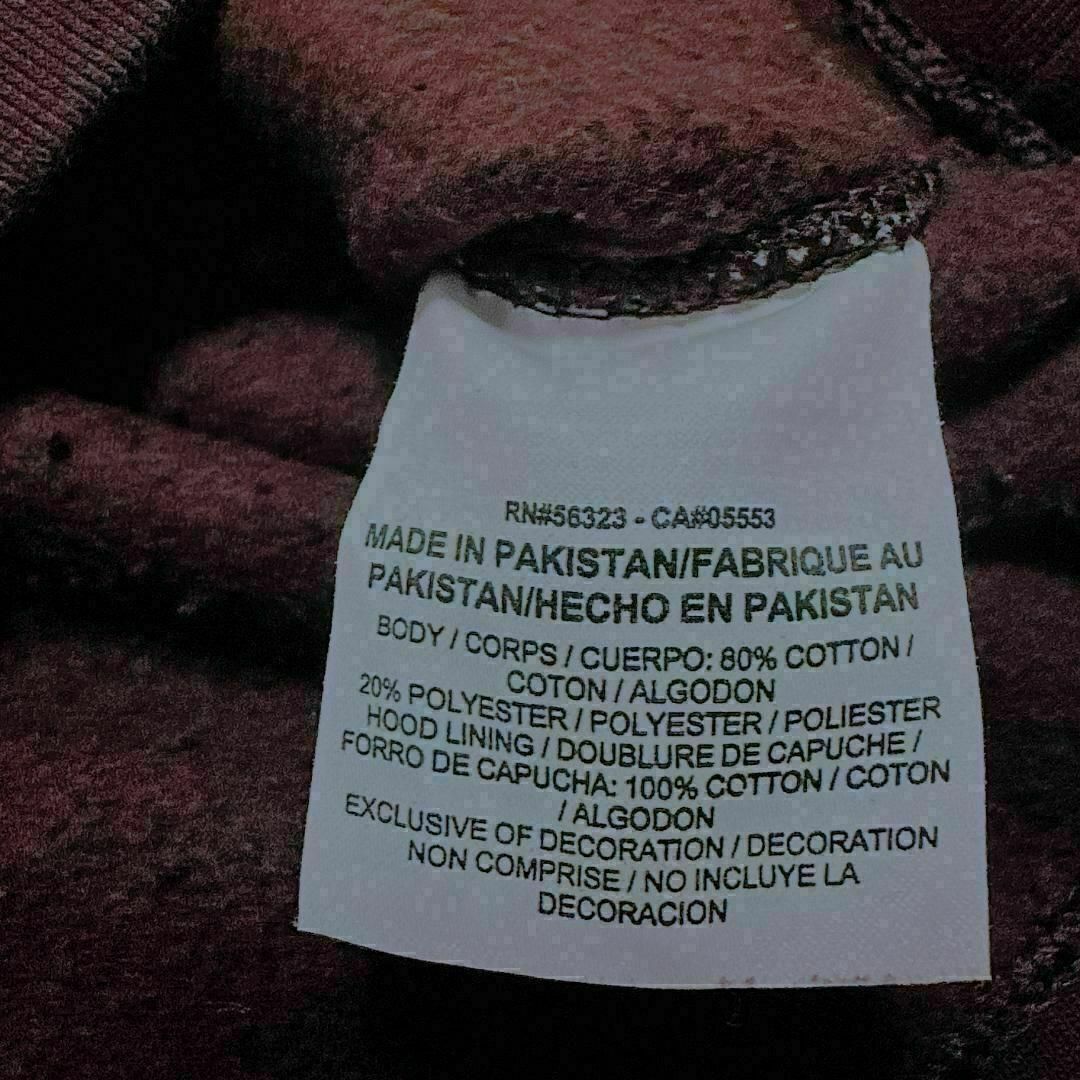 RN#56323 - CA#05553
MADE IN PAKISTAN/FABRIQUE AU
PAKISTAN/HECHO EN PAKISTAN
BODY / CORPS / CUERPO: 80% COTTON /
COTON / ALGODON
20% POLYESTER / POLYESTER / POLIESTER
HOOD LINING / DOUBLURE DE CAPUCHE /
FORRO DE CAPUCHA: 100% COTTON / COTON
/ ALGODON
EXCLUSIVE OF DECORATION / DECORATION
NON COMPRISE / NO INCLUYE LA
DECORACION